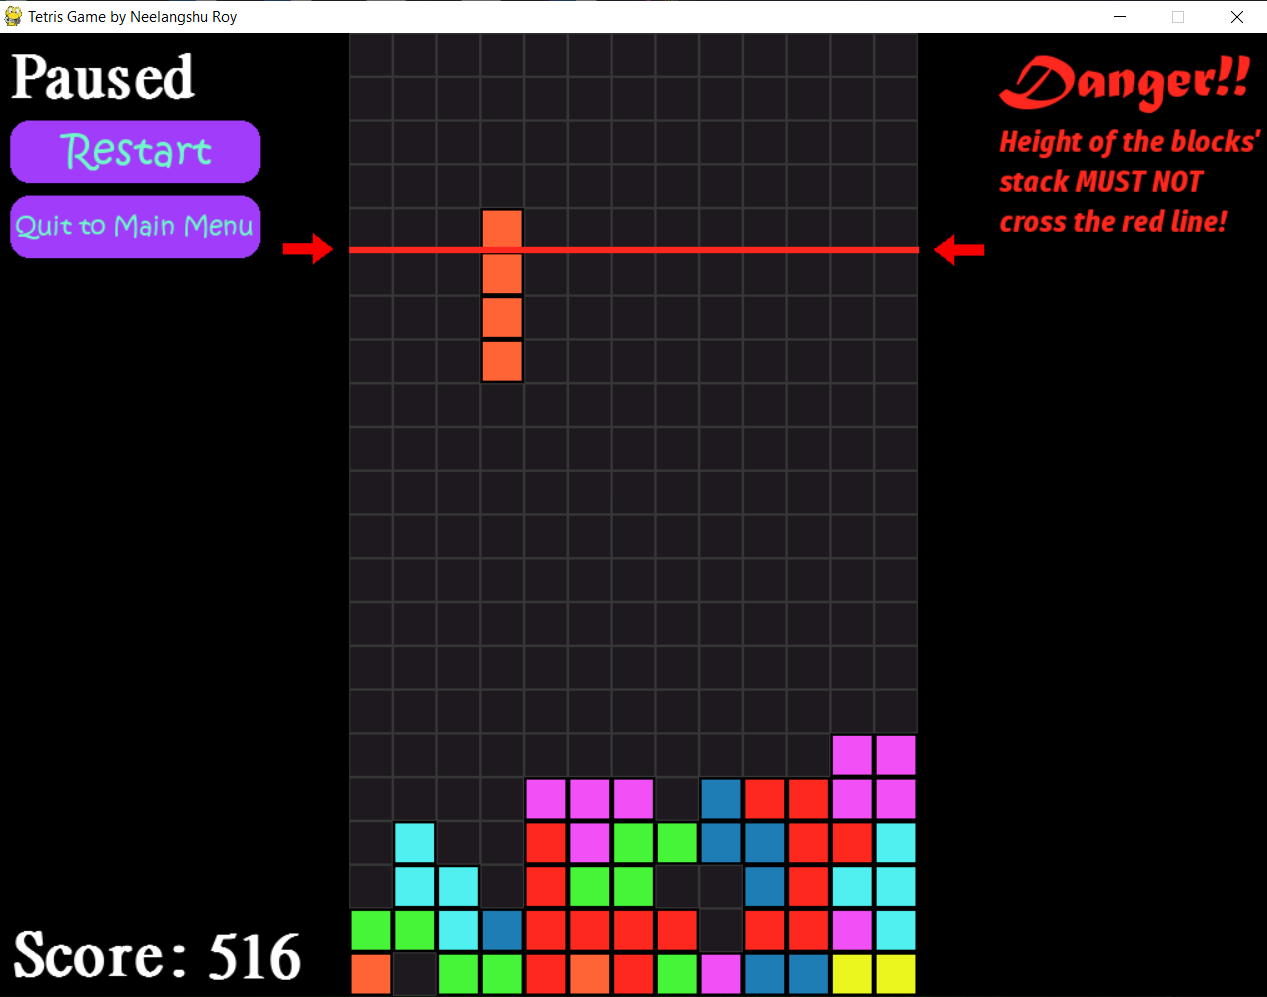 Tetris Game by Neelangshu Roy
Paused
Restart
Quit to Main Menu
Danger!!
Height of the blocks'
stack MUST NOT
cross the red line!
Score: 516